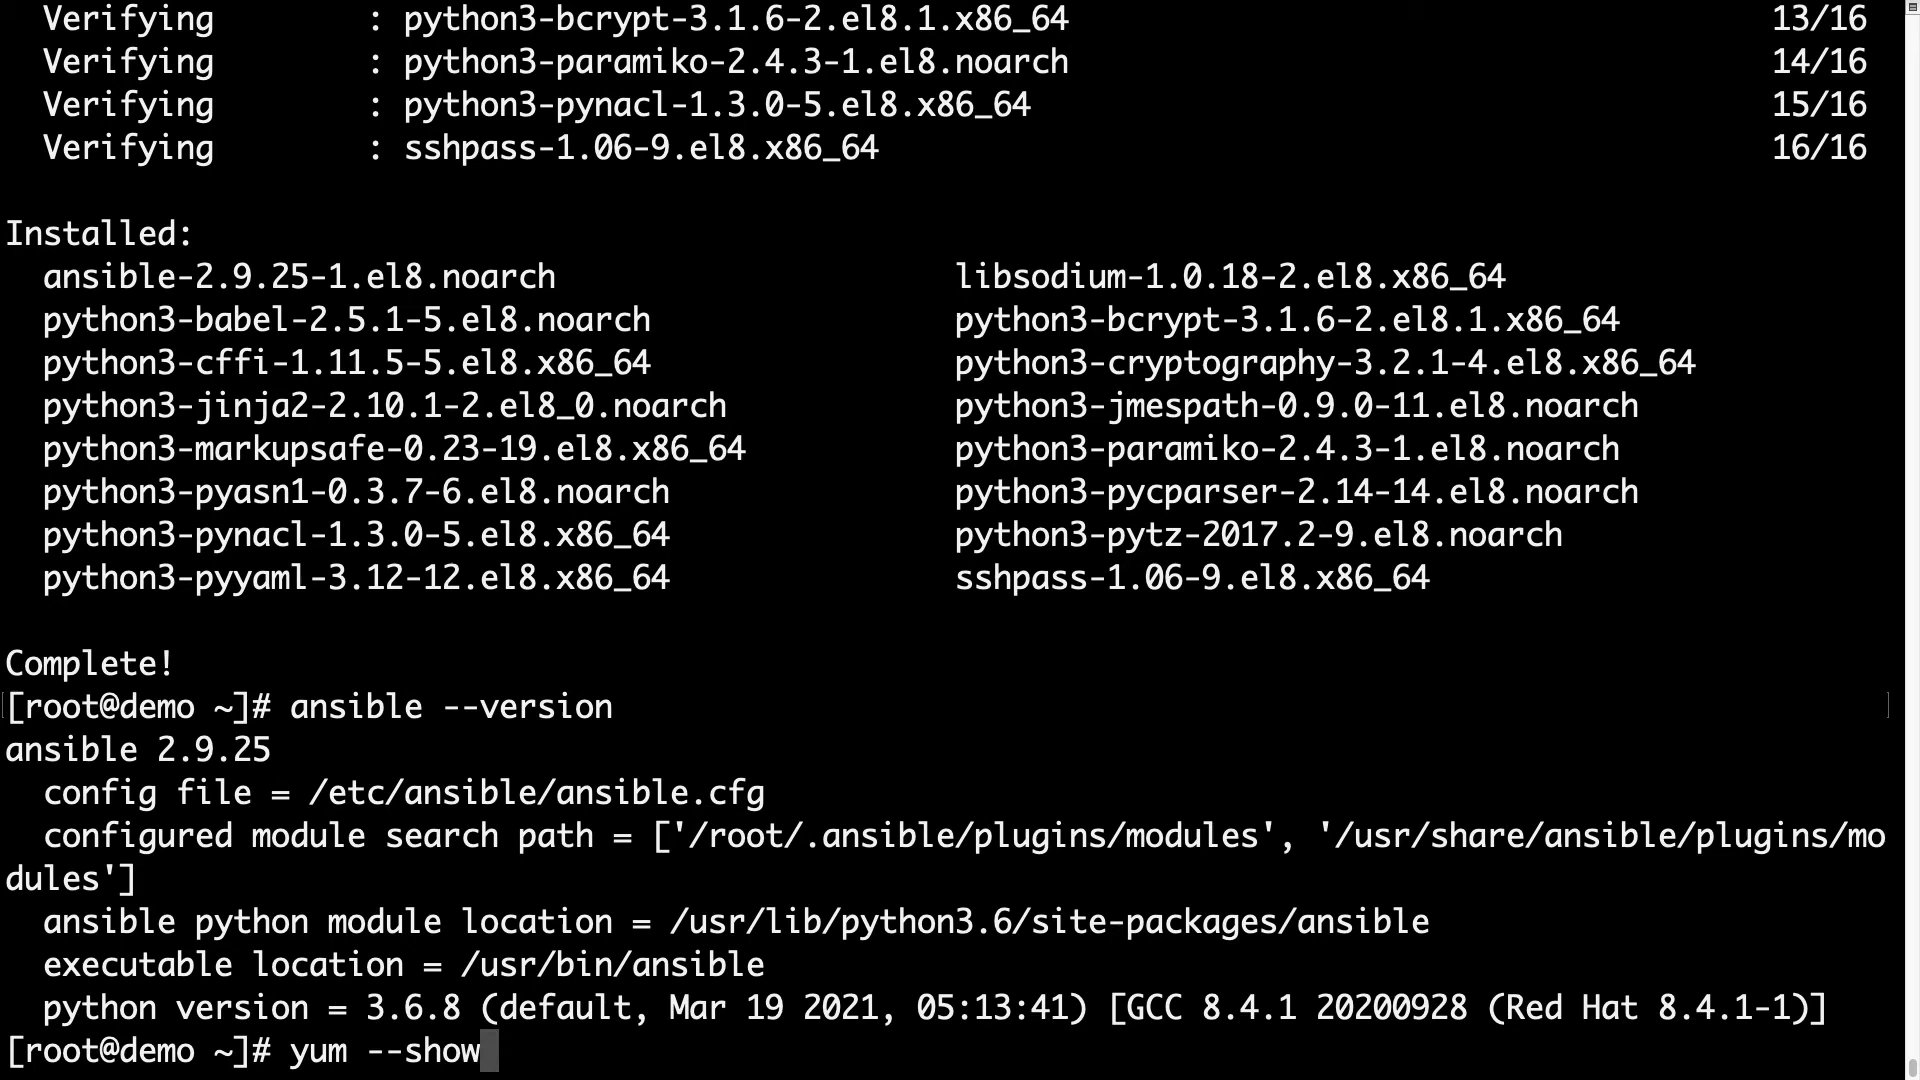 Verifying : python3-bcrypt-3.1.6-2.el8.1.x86_64 13/16
Verifying : python3-paramiko-2.4.3-1.el8.noarch 14/16
Verifying : python3-pynacl-1.3.0-5.el8.x86_64 15/16
Verifying : sshpass-1.06-9.el8.x86_64 16/16
Installed:
ansible-2.9.25-1.el8.noarch libsodium-1.0.18-2.el8.x86_64
python3-babel-2.5.1-5.el8.noarch python3-bcrypt-3.1.6-2.el8.1.x86_64
python3-cffi-1.11.5-5.el8.x86_64 python3-cryptography-3.2.1-4.el8.x86_64
python3-jinja2-2.10.1-2.el8_0.noarch python3-jmespath-0.9.0-11.el8.noarch
python3-markupsafe-0.23-19.el8.x86_64 python3-paramiko-2.4.3-1.el8.noarch
python3-pyasn1-0.3.7-6.el8.noarch python3-pycparser-2.14-14.el8.noarch
python3-pynacl-1.3.0-5.el8.x86_64 python3-pytz-2017.2-9.el8.noarch
python3-pyyaml-3.12-12.el8.x86_64 sshpass-1.06-9.el8.x86_64
Complete!
[root@demo ~]# ansible --version
ansible 2.9.25
config file = /etc/ansible/ansible.cfg
configured module search path = ['/root/.ansible/plugins/modules', '/usr/share/ansible/plugins/mo
dules']
ansible python module location = /usr/lib/python3.6/site-packages/ansible
executable location = /usr/bin/ansible
python version = 3.6.8 (default, Mar 19 2021, 05:13:41) [GCC 8.4.1 20200928 (Red Hat 8.4.1-1)]
[root@demo ~]# yum --show